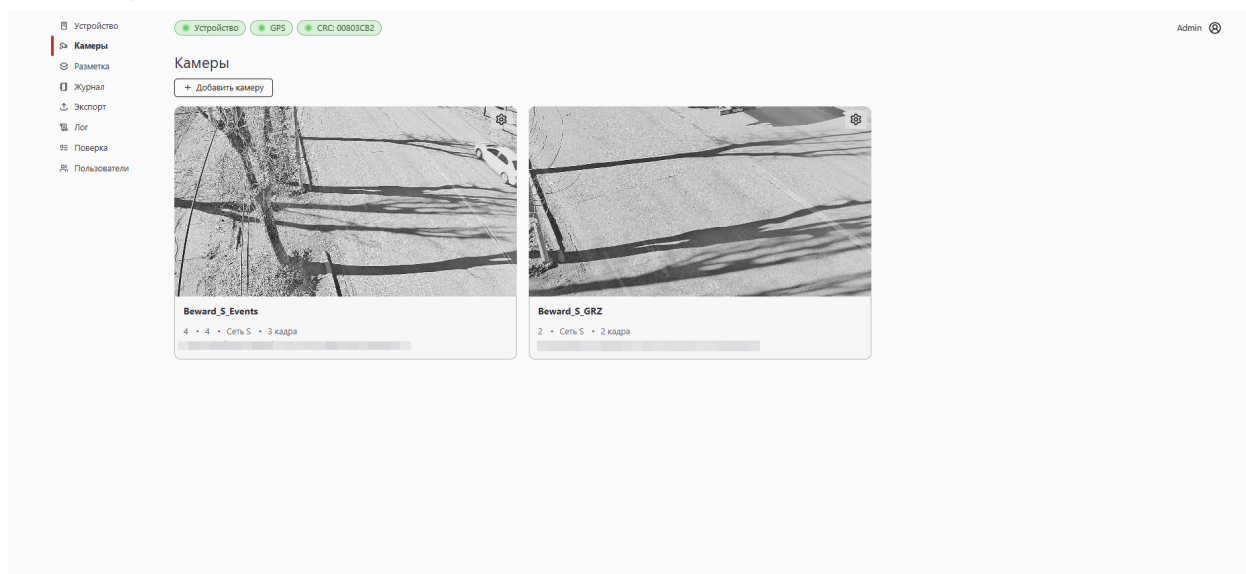 Устройство
Камеры
Разметка
Журнал
Экспорт
Лог
Поверка
Пользователи
Устройство GPS CRC: 00803CB2
Admin
Камеры
+ Добавить камеру
Beward_S_Events
4 • 4 • Сеть S • 3 кадра
Beward_S_GRZ
2 • Сеть S • 2 кадра